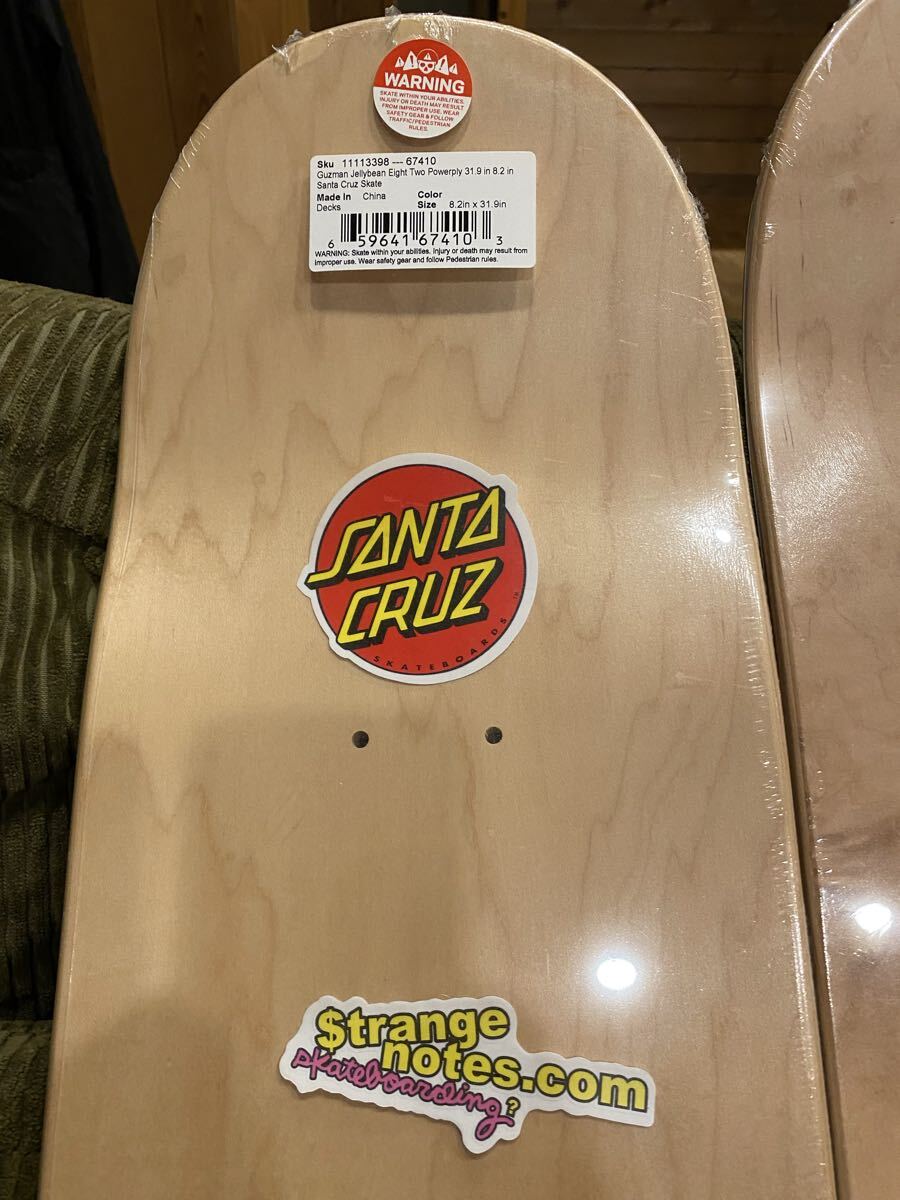 WARNING
SKATE WITHIN YOUR ABILITIES.
INJURY OR DEATH MAY RESULT
FROM IMPROPER USE. WEAR
SAFETY GEAR & FOLLOW
TRAFFIC/PEDESTRIAN
RULES.
Sku 11113398 --- 67410
Guzman Jellybean Eight Two Powerply 31.9 in 8.2 in
Santa Cruz Skate
Made In China Color
Decks Size 8.2in x 31.9in
6 59641 67410 3
WARNING: Skate within your abilities. Injury or death may result from
improper use. Wear safety gear and follow Pedestrian rules.
SANTA
CRUZ
SKATEBOARDS
TM
$trange
notes.com
skateboarding?